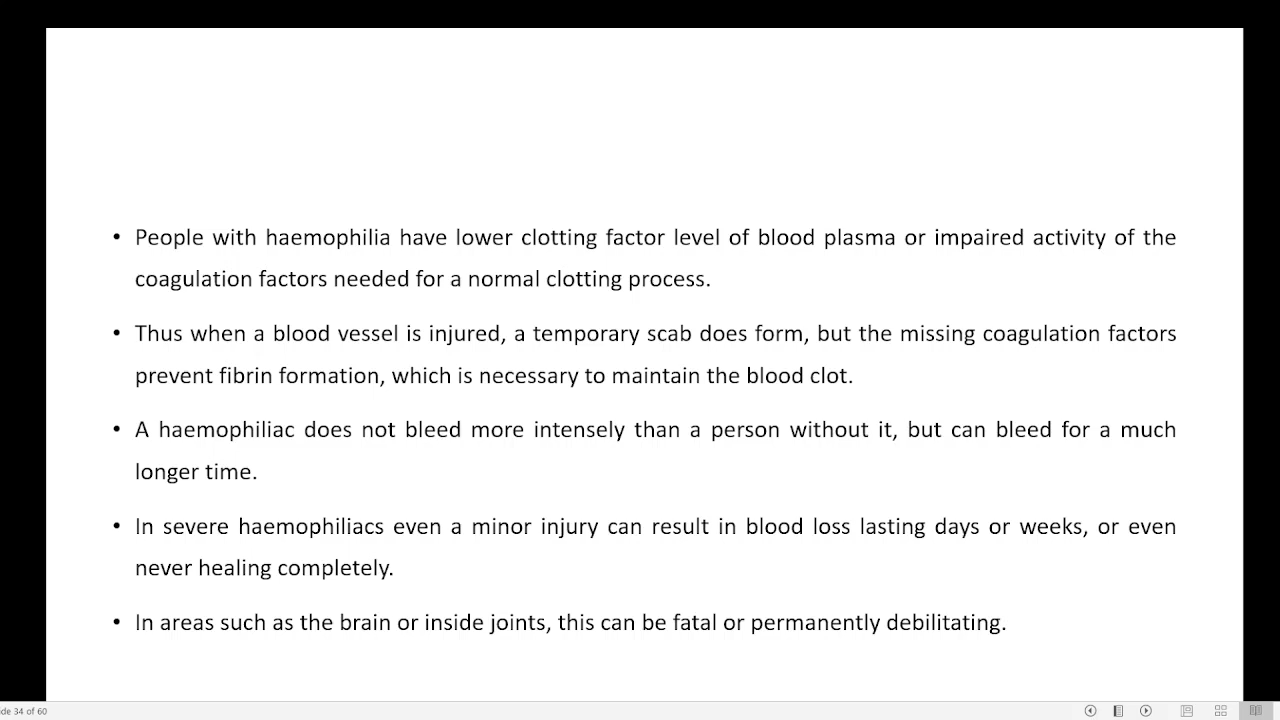 • People with haemophilia have lower clotting factor level of blood plasma or impaired activity of the
coagulation factors needed for a normal clotting process.
• Thus when a blood vessel is injured, a temporary scab does form, but the missing coagulation factors
prevent fibrin formation, which is necessary to maintain the blood clot.
• A haemophiliac does not bleed more intensely than a person without it, but can bleed for a much
longer time.
• In severe haemophiliacs even a minor injury can result in blood loss lasting days or weeks, or even
never healing completely.
• In areas such as the brain or inside joints, this can be fatal or permanently debilitating.
de 34 of 60